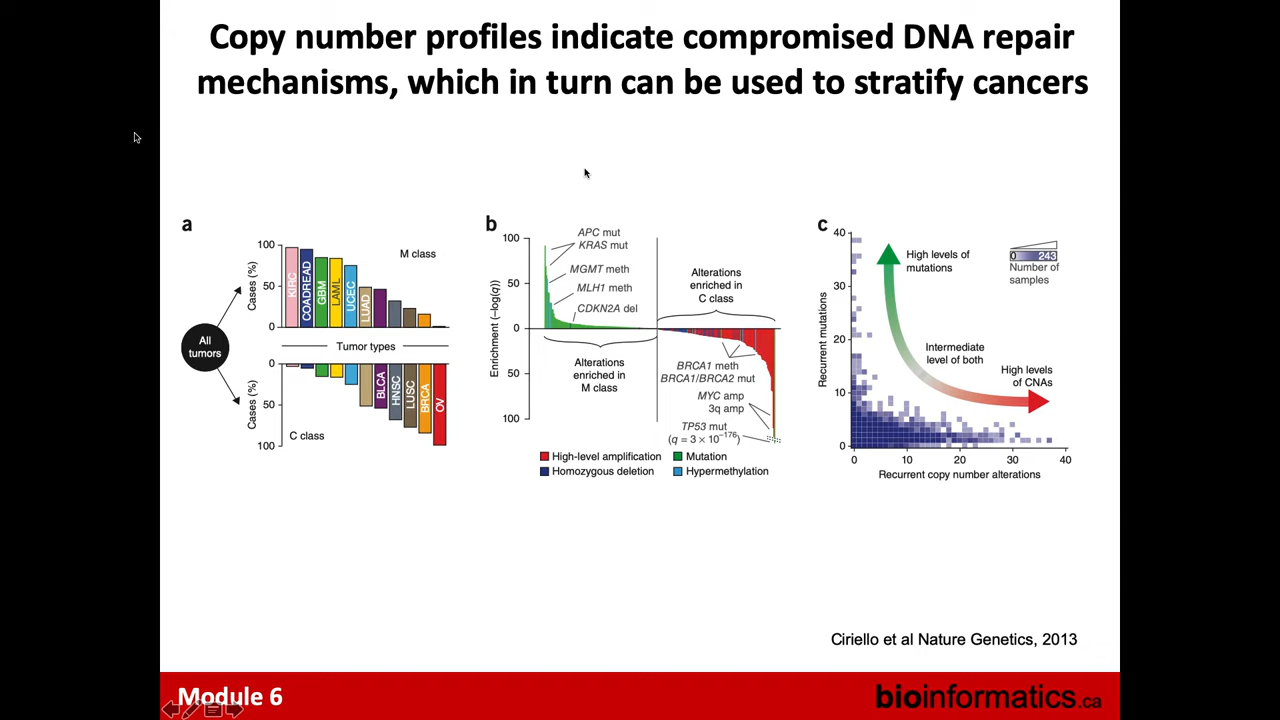 Copy number profiles indicate compromised DNA repair
mechanisms, which in turn can be used to stratify cancers
a
100
50
0
Cases (%)
M class
KIRC
COADREAD
GBM
LAML
UCEC
LUAD
All
tumors
Tumor types
0
50
100
Cases (%)
C class
BLCA
HNSC
LUSC
BRCA
OV
b
100
50
0
50
100
Enrichment (–log(q))
APC mut
KRAS mut
MGMT meth
MLH1 meth
CDKN2A del
Alterations
enriched in
C class
Alterations
enriched in
M class
BRCA1 meth
BRCA1/BRCA2 mut
MYC amp
3q amp
TP53 mut
(q = 3 × 10⁻¹⁷⁶)
High-level amplification
Mutation
Homozygous deletion
Hypermethylation
c
40
30
20
10
0
Recurrent mutations
High levels of
mutations
0 243
Number of
samples
Intermediate
level of both
High levels
of CNAs
0 10 20 30 40
Recurrent copy number alterations
Ciriello et al Nature Genetics, 2013
Module 6
bioinformatics.ca